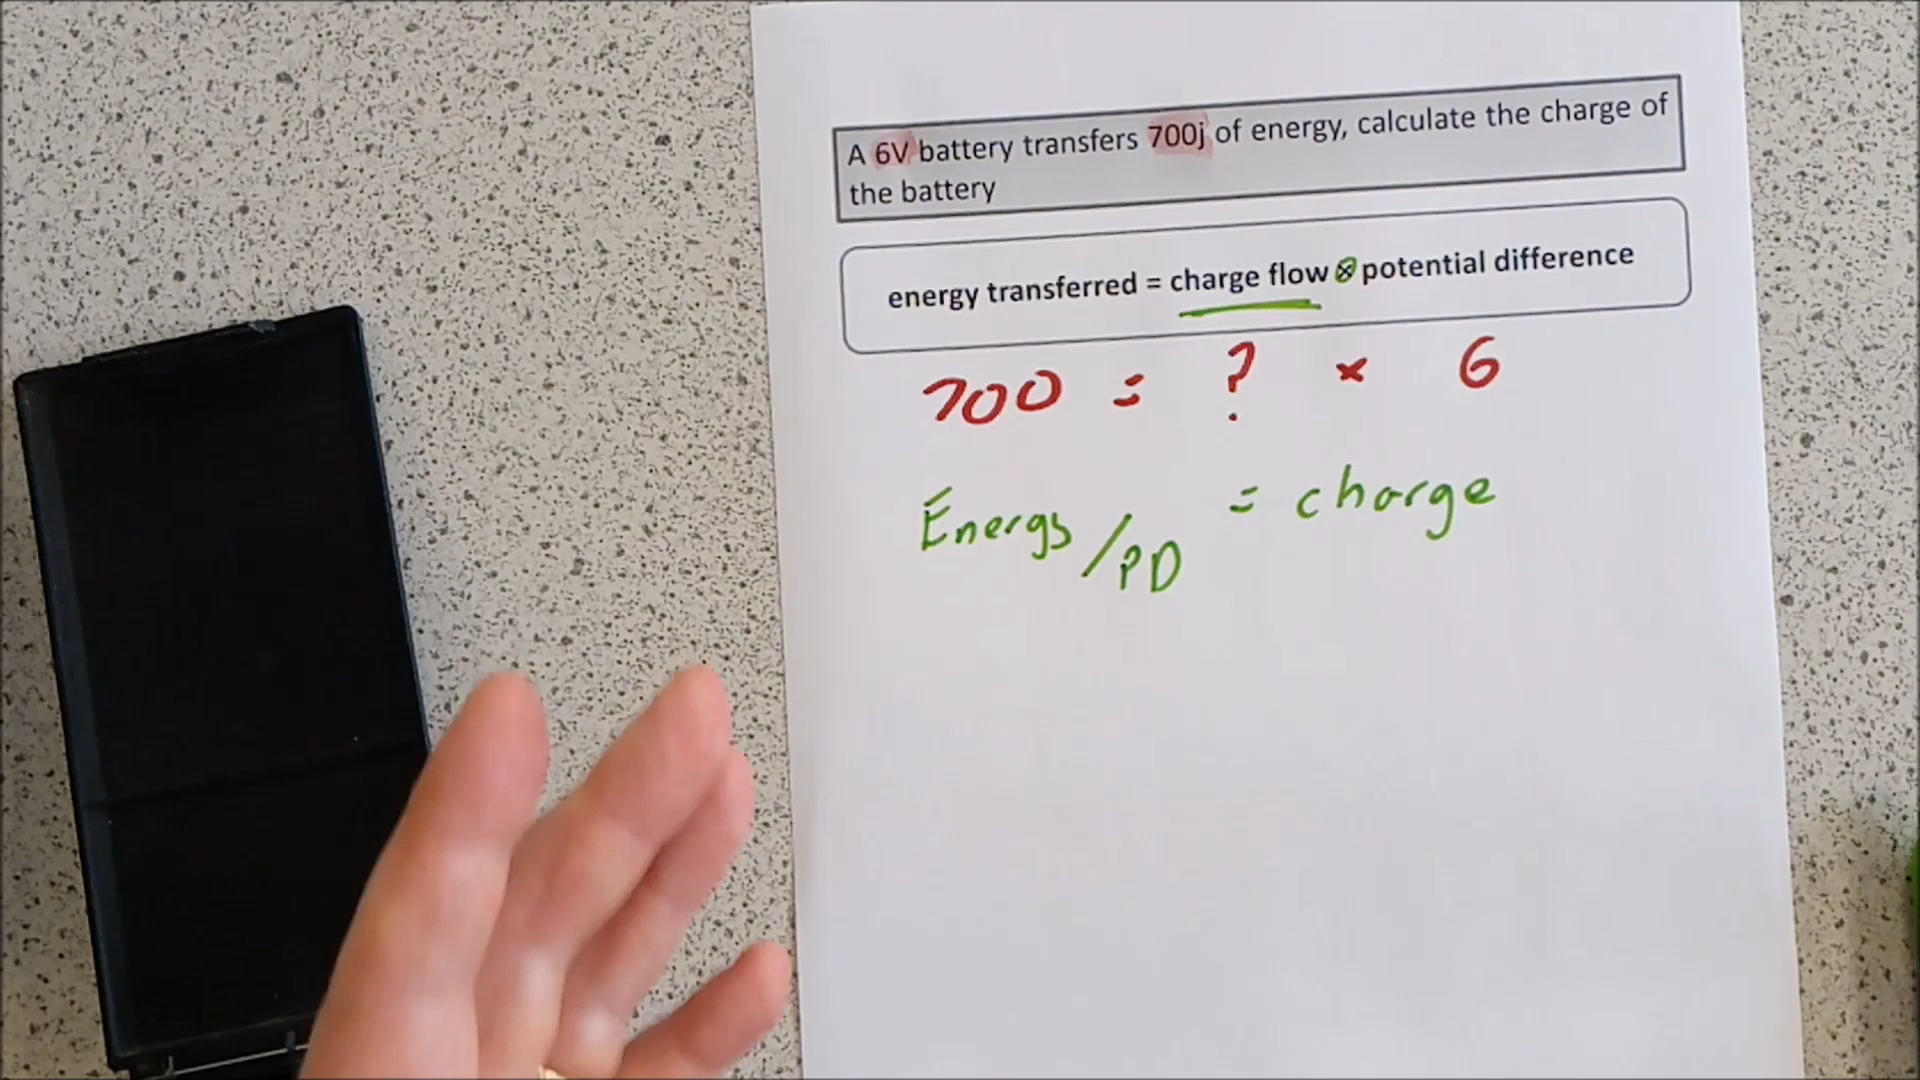 A 6V battery transfers 700j of energy, calculate the charge of
the battery
energy transferred = charge flow × potential difference
700 = ? × 6
Energy/PD = charge